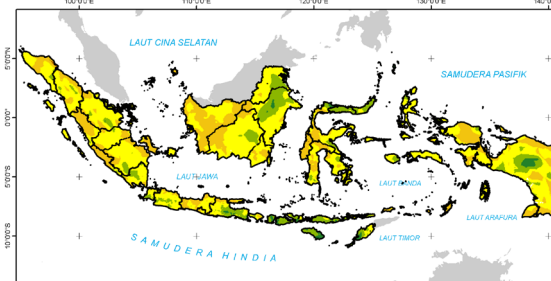 100°0'0"E 110°0'0"E 120°0'0"E 130°0'0"E
LAUT CINA SELATAN
5°0'0"N
SAMUDERA PASIFIK
0°0'0"
5°0'0"S
LAUT JAWA
LAUT BANDA
LAUT ARAFURA
10°0'0"S
LAUT TIMOR
SAMUDERA HINDIA